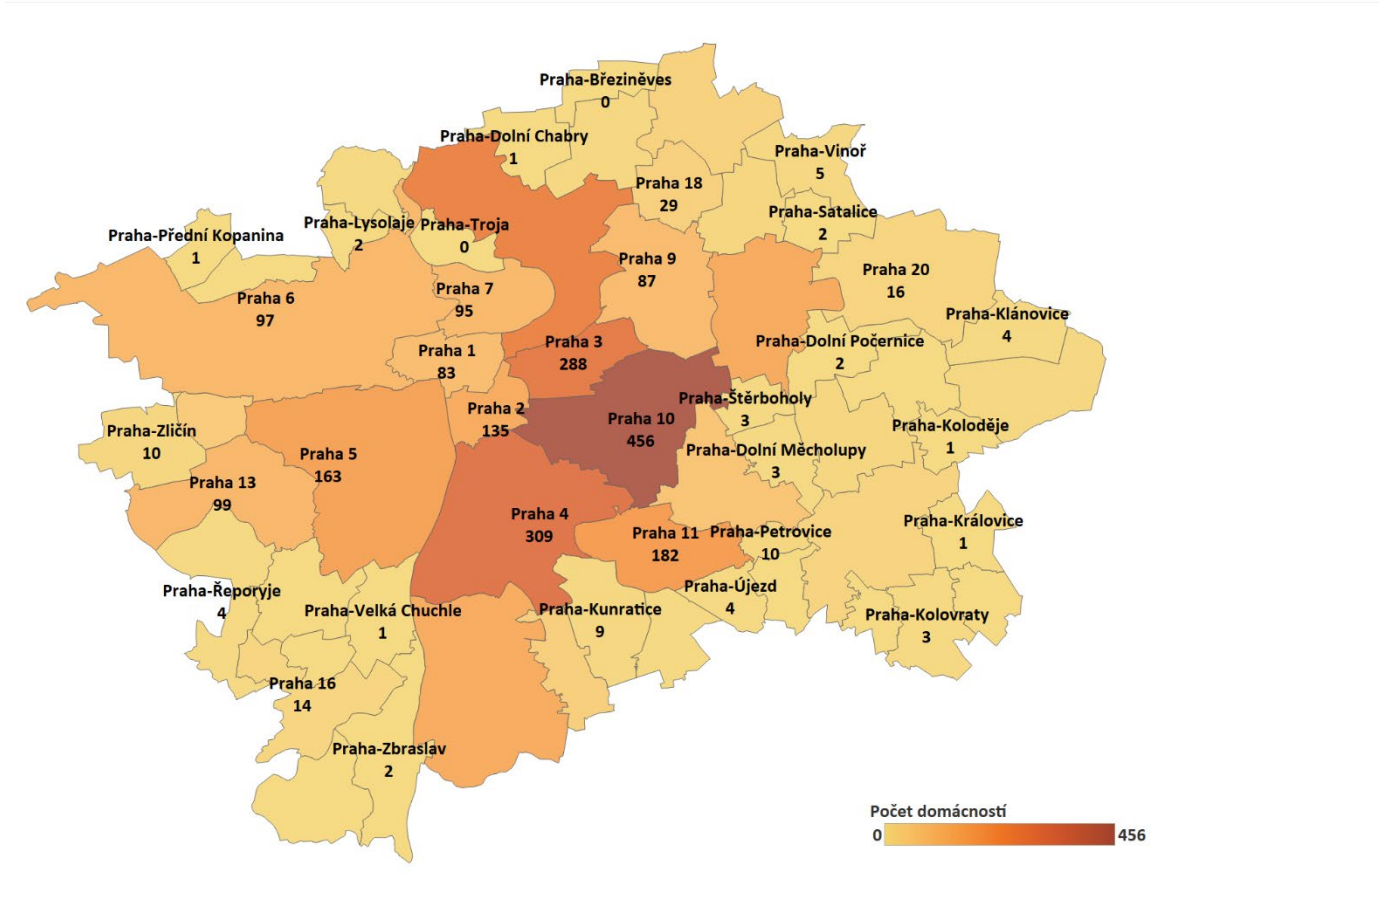 Praha-Březiněves
0
Praha-Dolní Chabry
1
Praha-Vinoř
5
Praha 18
29
Praha-Satalice
2
Praha-Lysolaje
2
Praha-Troja
0
Praha-Přední Kopanina
1
Praha 9
87
Praha 20
16
Praha 6
97
Praha 7
95
Praha-Klánovice
4
Praha 3
288
Praha-Dolní Počernice
2
Praha 1
83
Praha-Štěrboholy
3
Praha 2
135
Praha 10
456
Praha-Koloděje
1
Praha-Zličín
10
Praha 5
163
Praha-Dolní Měcholupy
3
Praha 13
99
Praha 4
309
Praha-Královice
1
Praha 11
182
Praha-Petrovice
10
Praha-Újezd
4
Praha-Řeporyje
4
Praha-Velká Chuchle
1
Praha-Kunratice
9
Praha-Kolovraty
3
Praha 16
14
Praha-Zbraslav
2
Počet domácností
0 456